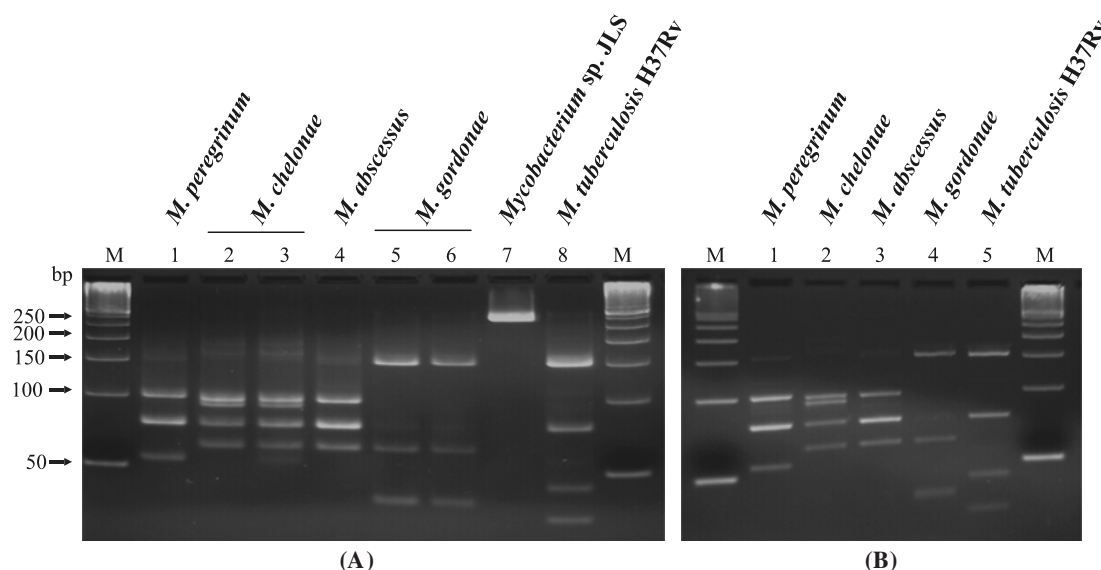 M. peregrinum
M. chelonae
M. abscessus
M. gordonae
Mycobacterium sp. JLS
M. tuberculosis H37Rv
M. peregrinum
M. chelonae
M. abscessus
M. gordonae
M. tuberculosis H37Rv
M 1 2 3 4 5 6 7 8 M
M 1 2 3 4 5 M
bp
250
200
150
100
50
(A)
(B)